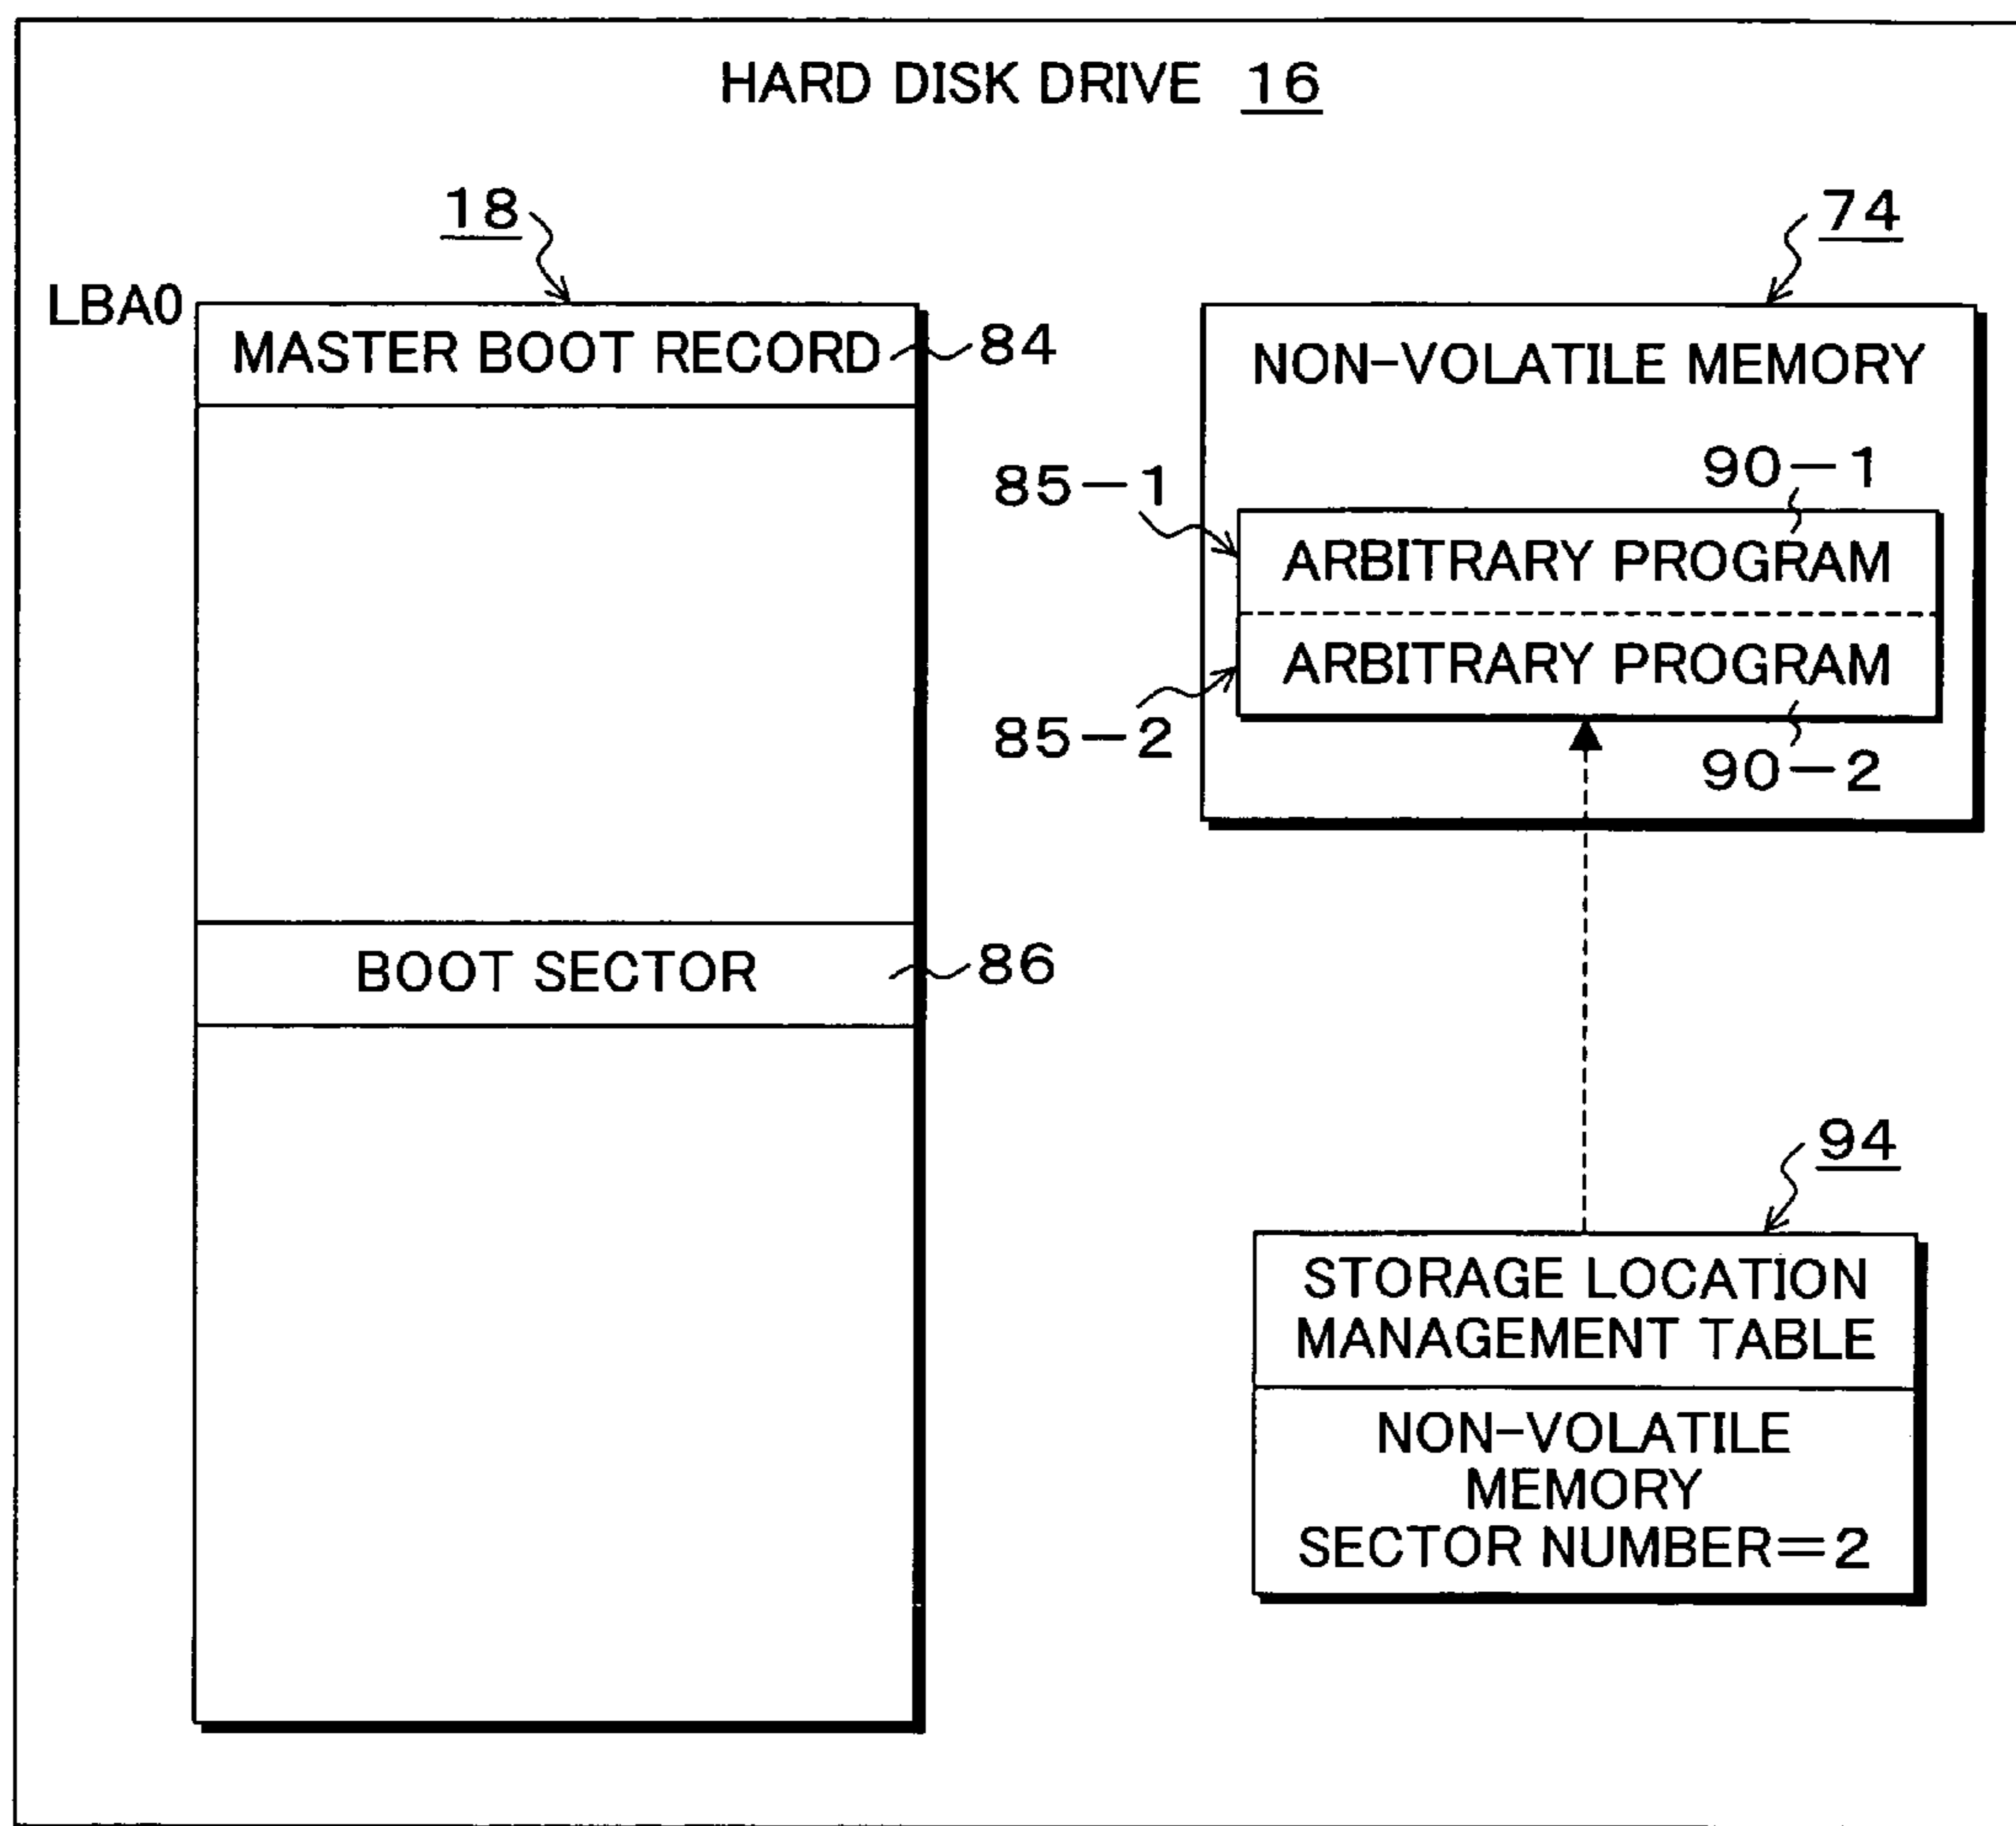 HARD DISK DRIVE 16
18
74
LBA0
MASTER BOOT RECORD
84
NON-VOLATILE MEMORY
90-1
85-1
ARBITRARY PROGRAM
ARBITRARY PROGRAM
85-2
90-2
BOOT SECTOR
86
94
STORAGE LOCATION
MANAGEMENT TABLE
NON-VOLATILE
MEMORY
SECTOR NUMBER=2